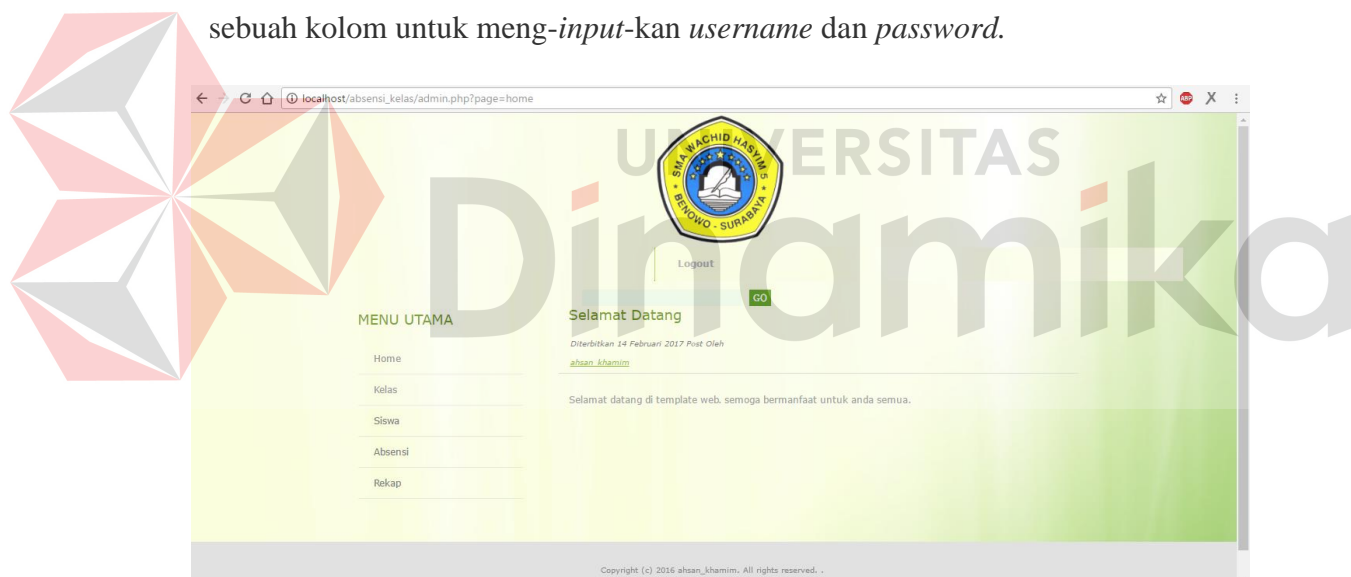 sebuah kolom untuk meng-input-kan username dan password.
localhost/absensi_kelas/admin.php?page=home
ABP
UNIVERSITAS
Dinamika
SMA WACHID HASYIM 5
BENOWO - SURABAYA
Logout
GO
MENU UTAMA
Home
Kelas
Siswa
Absensi
Rekap
Selamat Datang
Diterbitkan 14 Februari 2017 Post Oleh
ahsan_khamim
Selamat datang di template web. semoga bermanfaat untuk anda semua.
Copyright (c) 2016 ahsan_khamim. All rights reserved. .